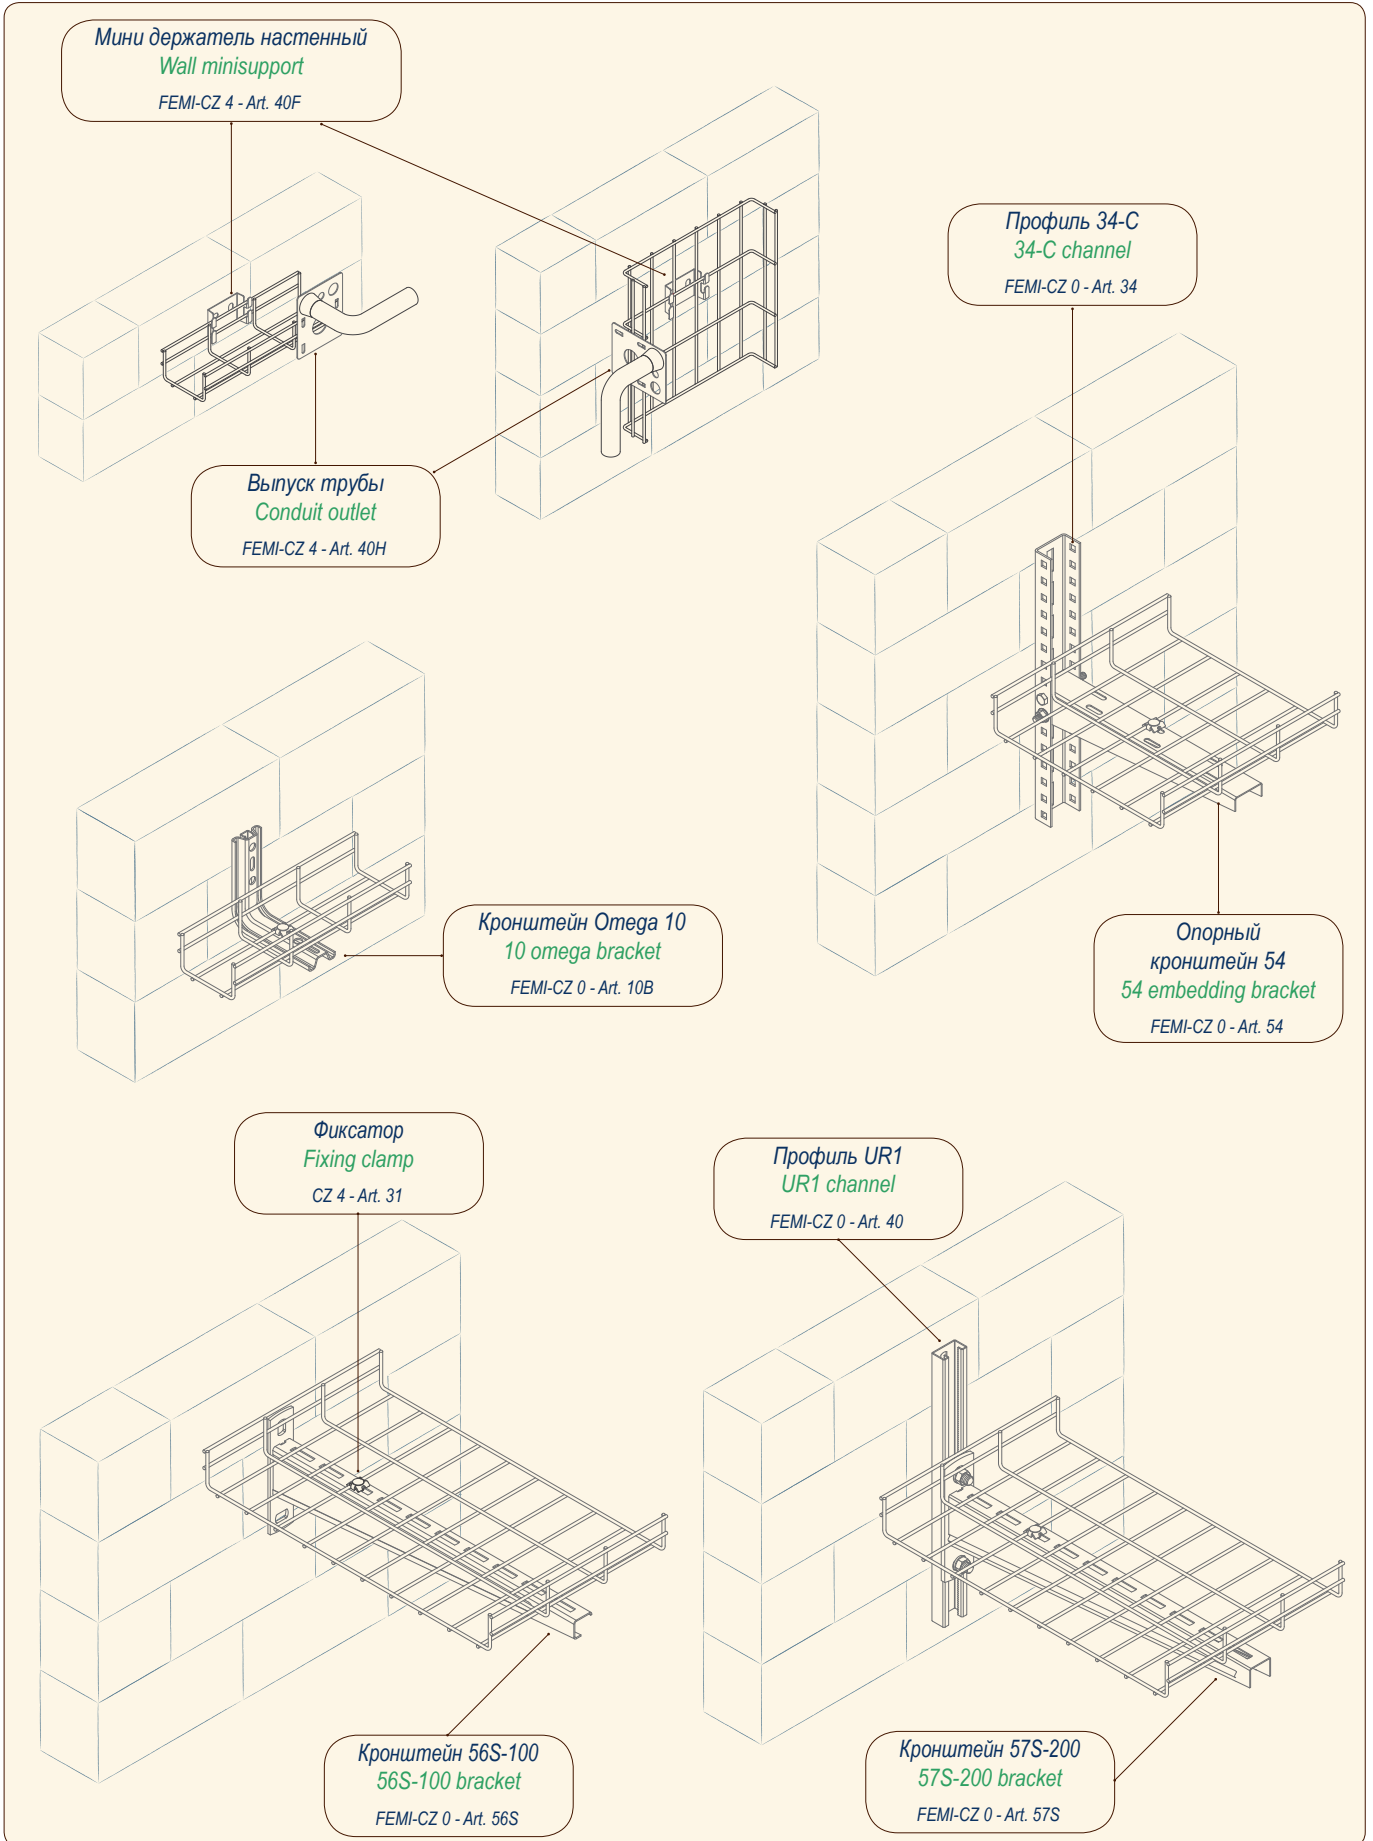 Мини держатель настенный
Wall minisupport
FEMI-CZ 4 - Art. 40F
Профиль 34-C
34-C channel
FEMI-CZ 0 - Art. 34
Выпуск трубы
Conduit outlet
FEMI-CZ 4 - Art. 40H
Кронштейн Omega 10
10 omega bracket
FEMI-CZ 0 - Art. 10B
Опорный
кронштейн 54
54 embedding bracket
FEMI-CZ 0 - Art. 54
Фиксатор
Fixing clamp
CZ 4 - Art. 31
Профиль UR1
UR1 channel
FEMI-CZ 0 - Art. 40
Кронштейн 56S-100
56S-100 bracket
FEMI-CZ 0 - Art. 56S
Кронштейн 57S-200
57S-200 bracket
FEMI-CZ 0 - Art. 57S